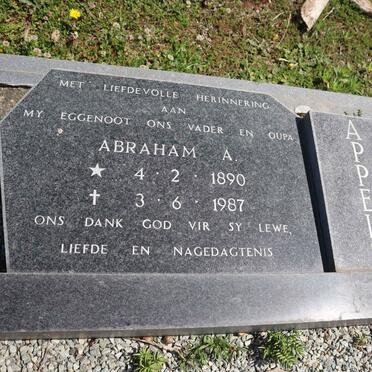 MET LIEFDEVOLLE HERINNERING
AAN
MY EGGENOOT ONS VADER EN OUPA
ABRAHAM A.
★ 4 · 2 · 1890
✝ 3 · 6 · 1987
ONS DANK GOD VIR SY LEWE,
LIEFDE EN NAGEDAGTENIS